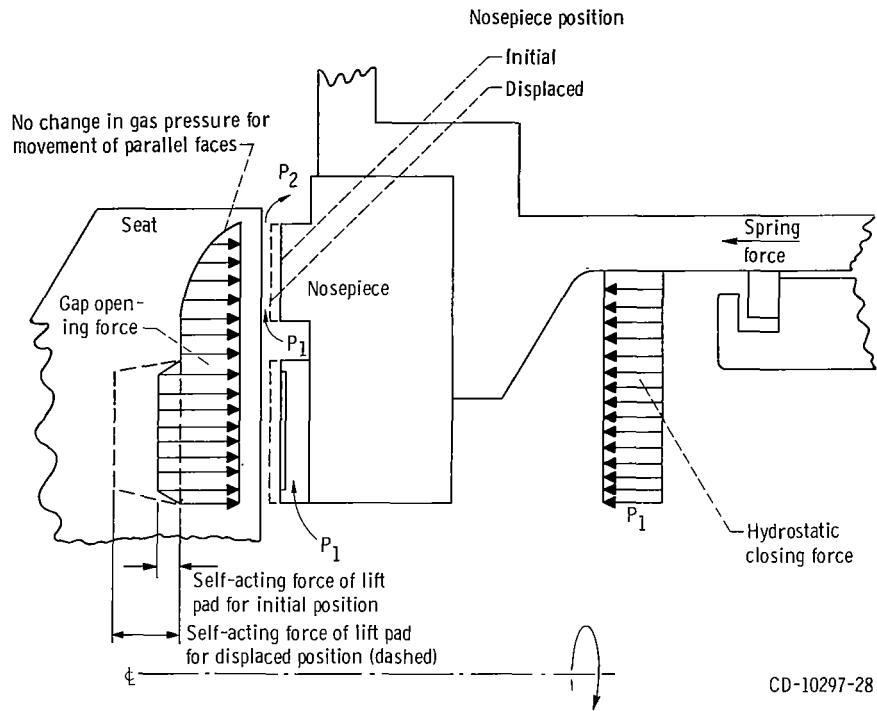 Nosepiece position
Initial
Displaced
No change in gas pressure for
movement of parallel faces
P2
Seat
Spring
force
Nosepiece
Gap open-
ing force
P1
P1
P1
Hydrostatic
closing force
Self-acting force of lift
pad for initial position
Self-acting force of lift pad
for displaced position (dashed)
℄
CD-10297-28